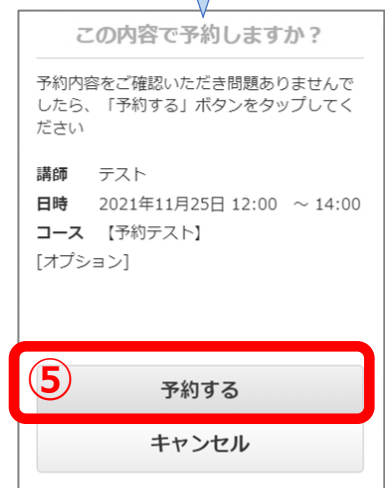 この内容で予約しますか？
予約内容をご確認いただき問題ありませんで
したら、「予約する」ボタンをタップしてく
ださい
講師 テスト
日時 2021年11月25日 12:00 ～ 14:00
コース 【予約テスト】
[オプション]
⑤
予約する
キャンセル